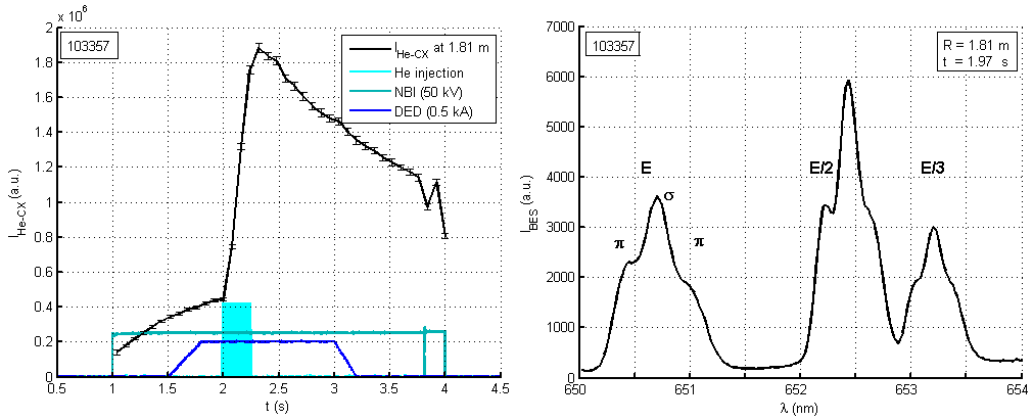 × 10⁶
103357
I_He-CX at 1.81 m
He injection
NBI (50 kV)
DED (0.5 kA)
2
1.8
1.6
1.4
1.2
1
0.8
0.6
0.4
0.2
0
I_He-CX (a.u.)
0.5 1 1.5 2 2.5 3 3.5 4 4.5
t (s)
103357
R = 1.81 m
t = 1.97 s
7000
6000
5000
4000
3000
2000
1000
0
I_BES (a.u.)
E
E/2
E/3
σ
π
π
650 651 652 653 654
λ (nm)